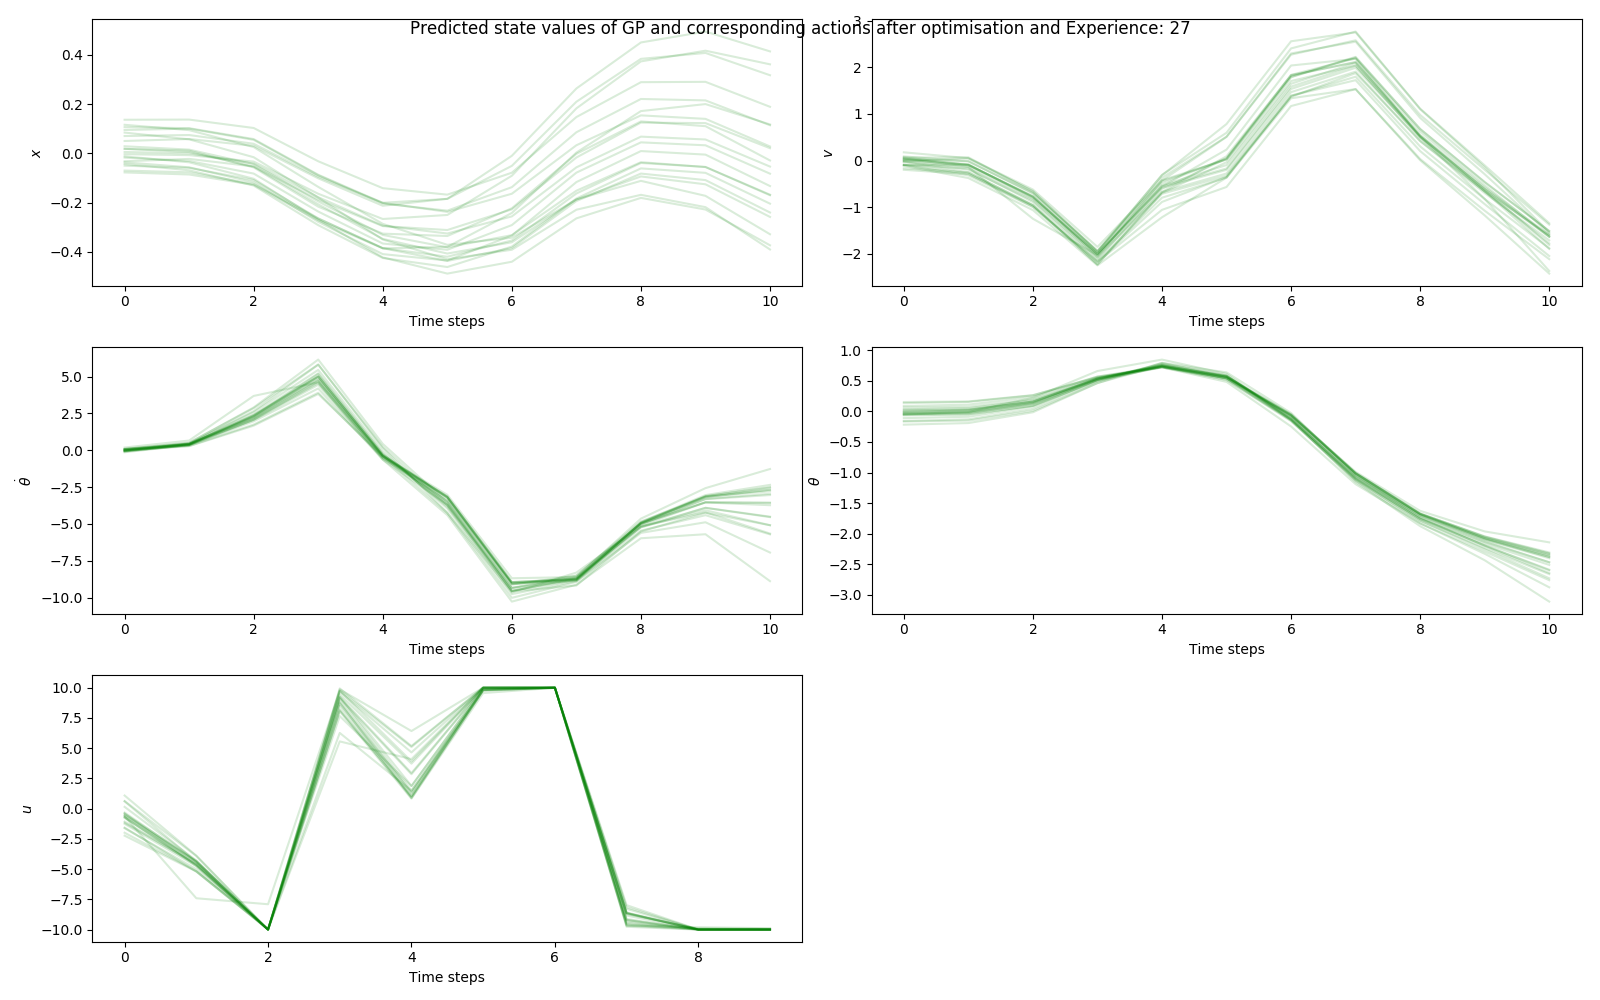 Predicted state values of GP and corresponding actions after optimisation and Experience: 27
0.4
0.2
0.0
−0.2
−0.4
x
0 2 4 6 8 10
Time steps
3
2
1
0
−1
−2
v
0 2 4 6 8 10
Time steps
5.0
2.5
0.0
−2.5
−5.0
−7.5
−10.0
θ̇
0 2 4 6 8 10
Time steps
1.0
0.5
0.0
−0.5
−1.0
−1.5
−2.0
−2.5
−3.0
θ
0 2 4 6 8 10
Time steps
10.0
7.5
5.0
2.5
0.0
−2.5
−5.0
−7.5
−10.0
u
0 2 4 6 8
Time steps